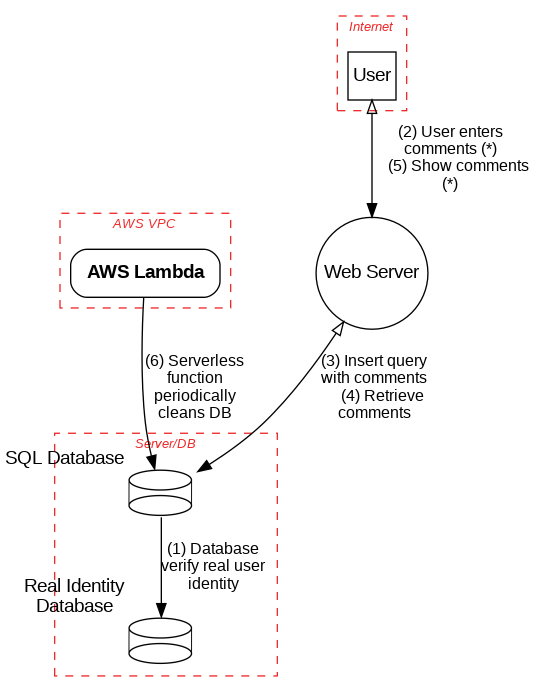 Internet
User
(2) User enters
comments (*)
(5) Show comments
(*)
AWS VPC
AWS Lambda
Web Server
(6) Serverless
function
periodically
cleans DB
(3) Insert query
with comments
(4) Retrieve
comments
Server/DB
SQL Database
(1) Database
verify real user
identity
Real Identity
Database